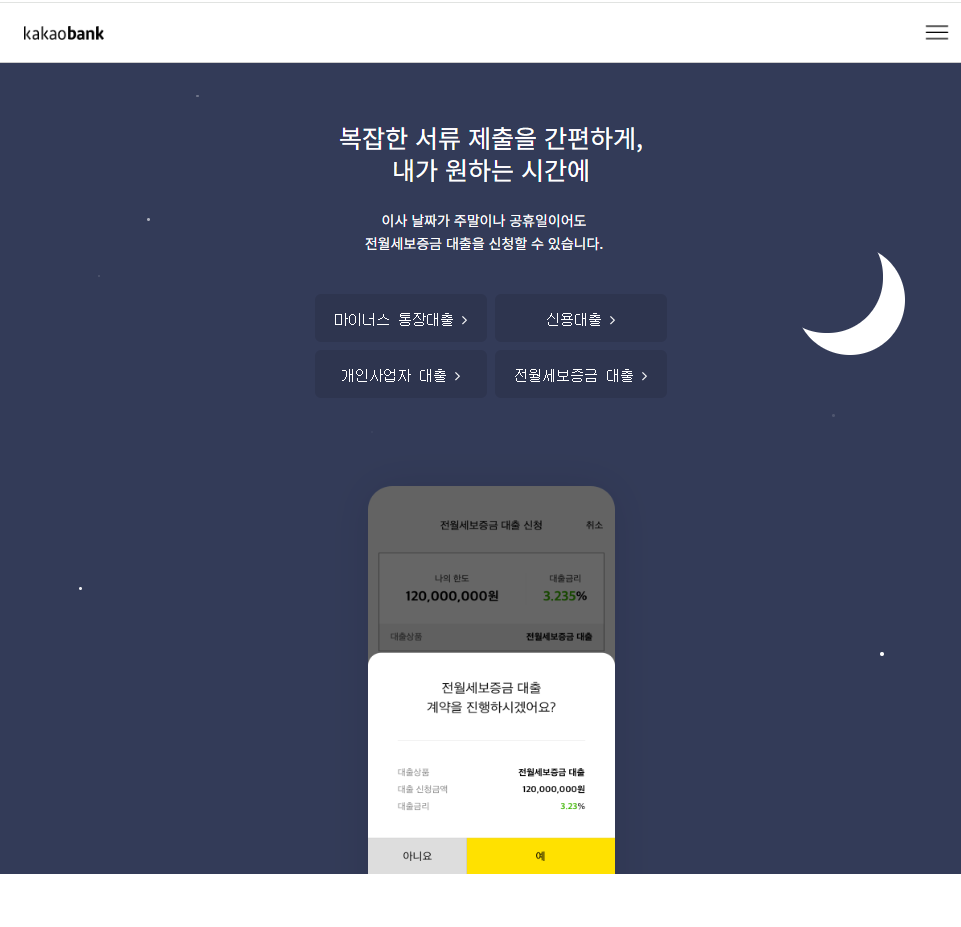 kakaobank
복잡한 서류 제출을 간편하게,
내가 원하는 시간에
이사 날짜가 주말이나 공휴일이어도
전월세보증금 대출을 신청할 수 있습니다.
마이너스 통장대출 >
신용대출 >
개인사업자 대출 >
전월세보증금 대출 >
전월세보증금 대출 신청
취소
나의 한도
대출금리
120,000,000원
3.235%
대출상품
전월세보증금 대출
전월세보증금 대출
계약을 진행하시겠어요?
대출상품
전월세보증금 대출
대출 신청금액
120,000,000원
대출금리
3.23%
아니요
예